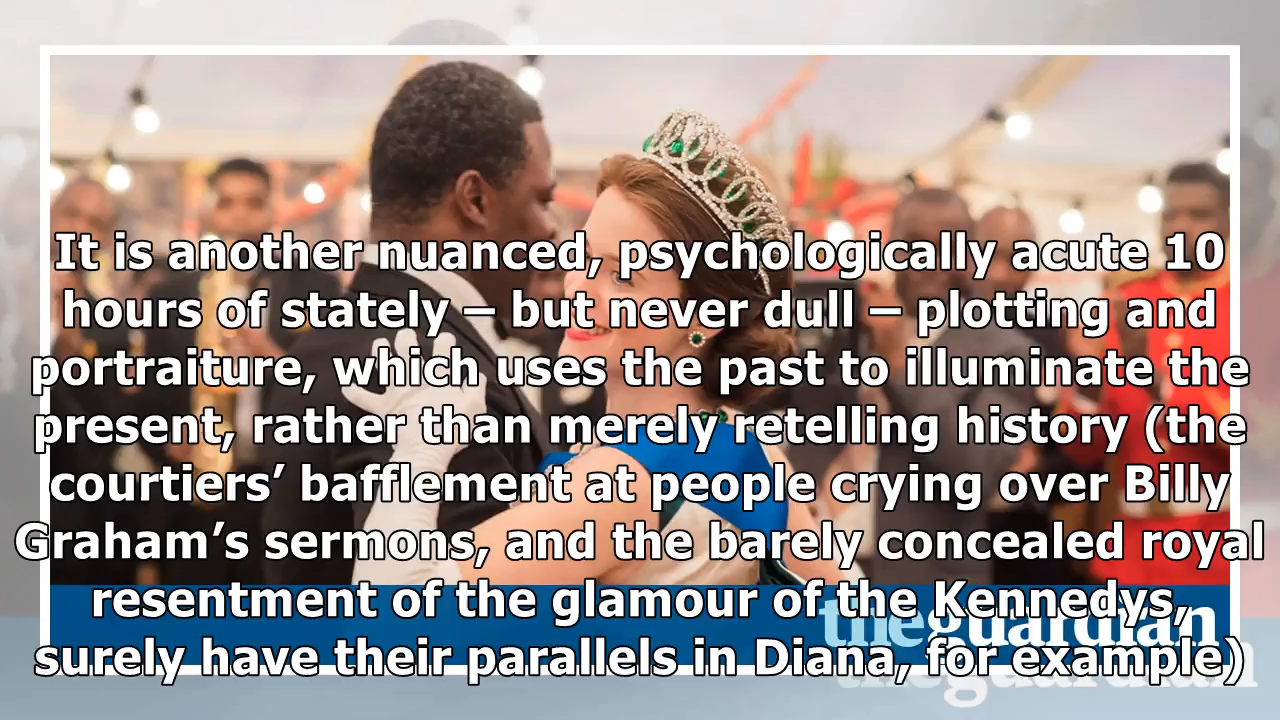 It is another nuanced, psychologically acute 10
hours of stately – but never dull – plotting and
portraiture, which uses the past to illuminate the
present, rather than merely retelling history (the
courtiers’ bafflement at people crying over Billy
Graham’s sermons, and the barely concealed royal
resentment of the glamour of the Kennedys,
surely have their parallels in Diana, for example)
theguardian
theguardian